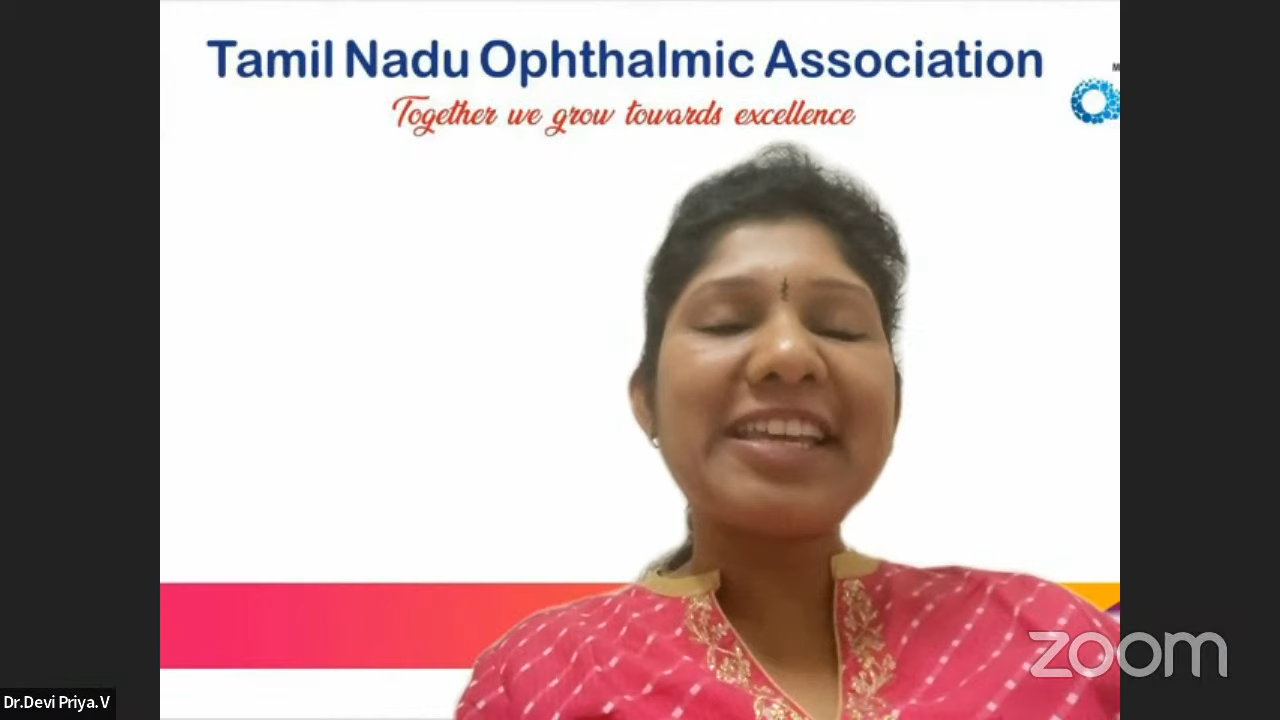 Tamil Nadu Ophthalmic Association
Together we grow towards excellence
zoom
Dr.Devi Priya.V